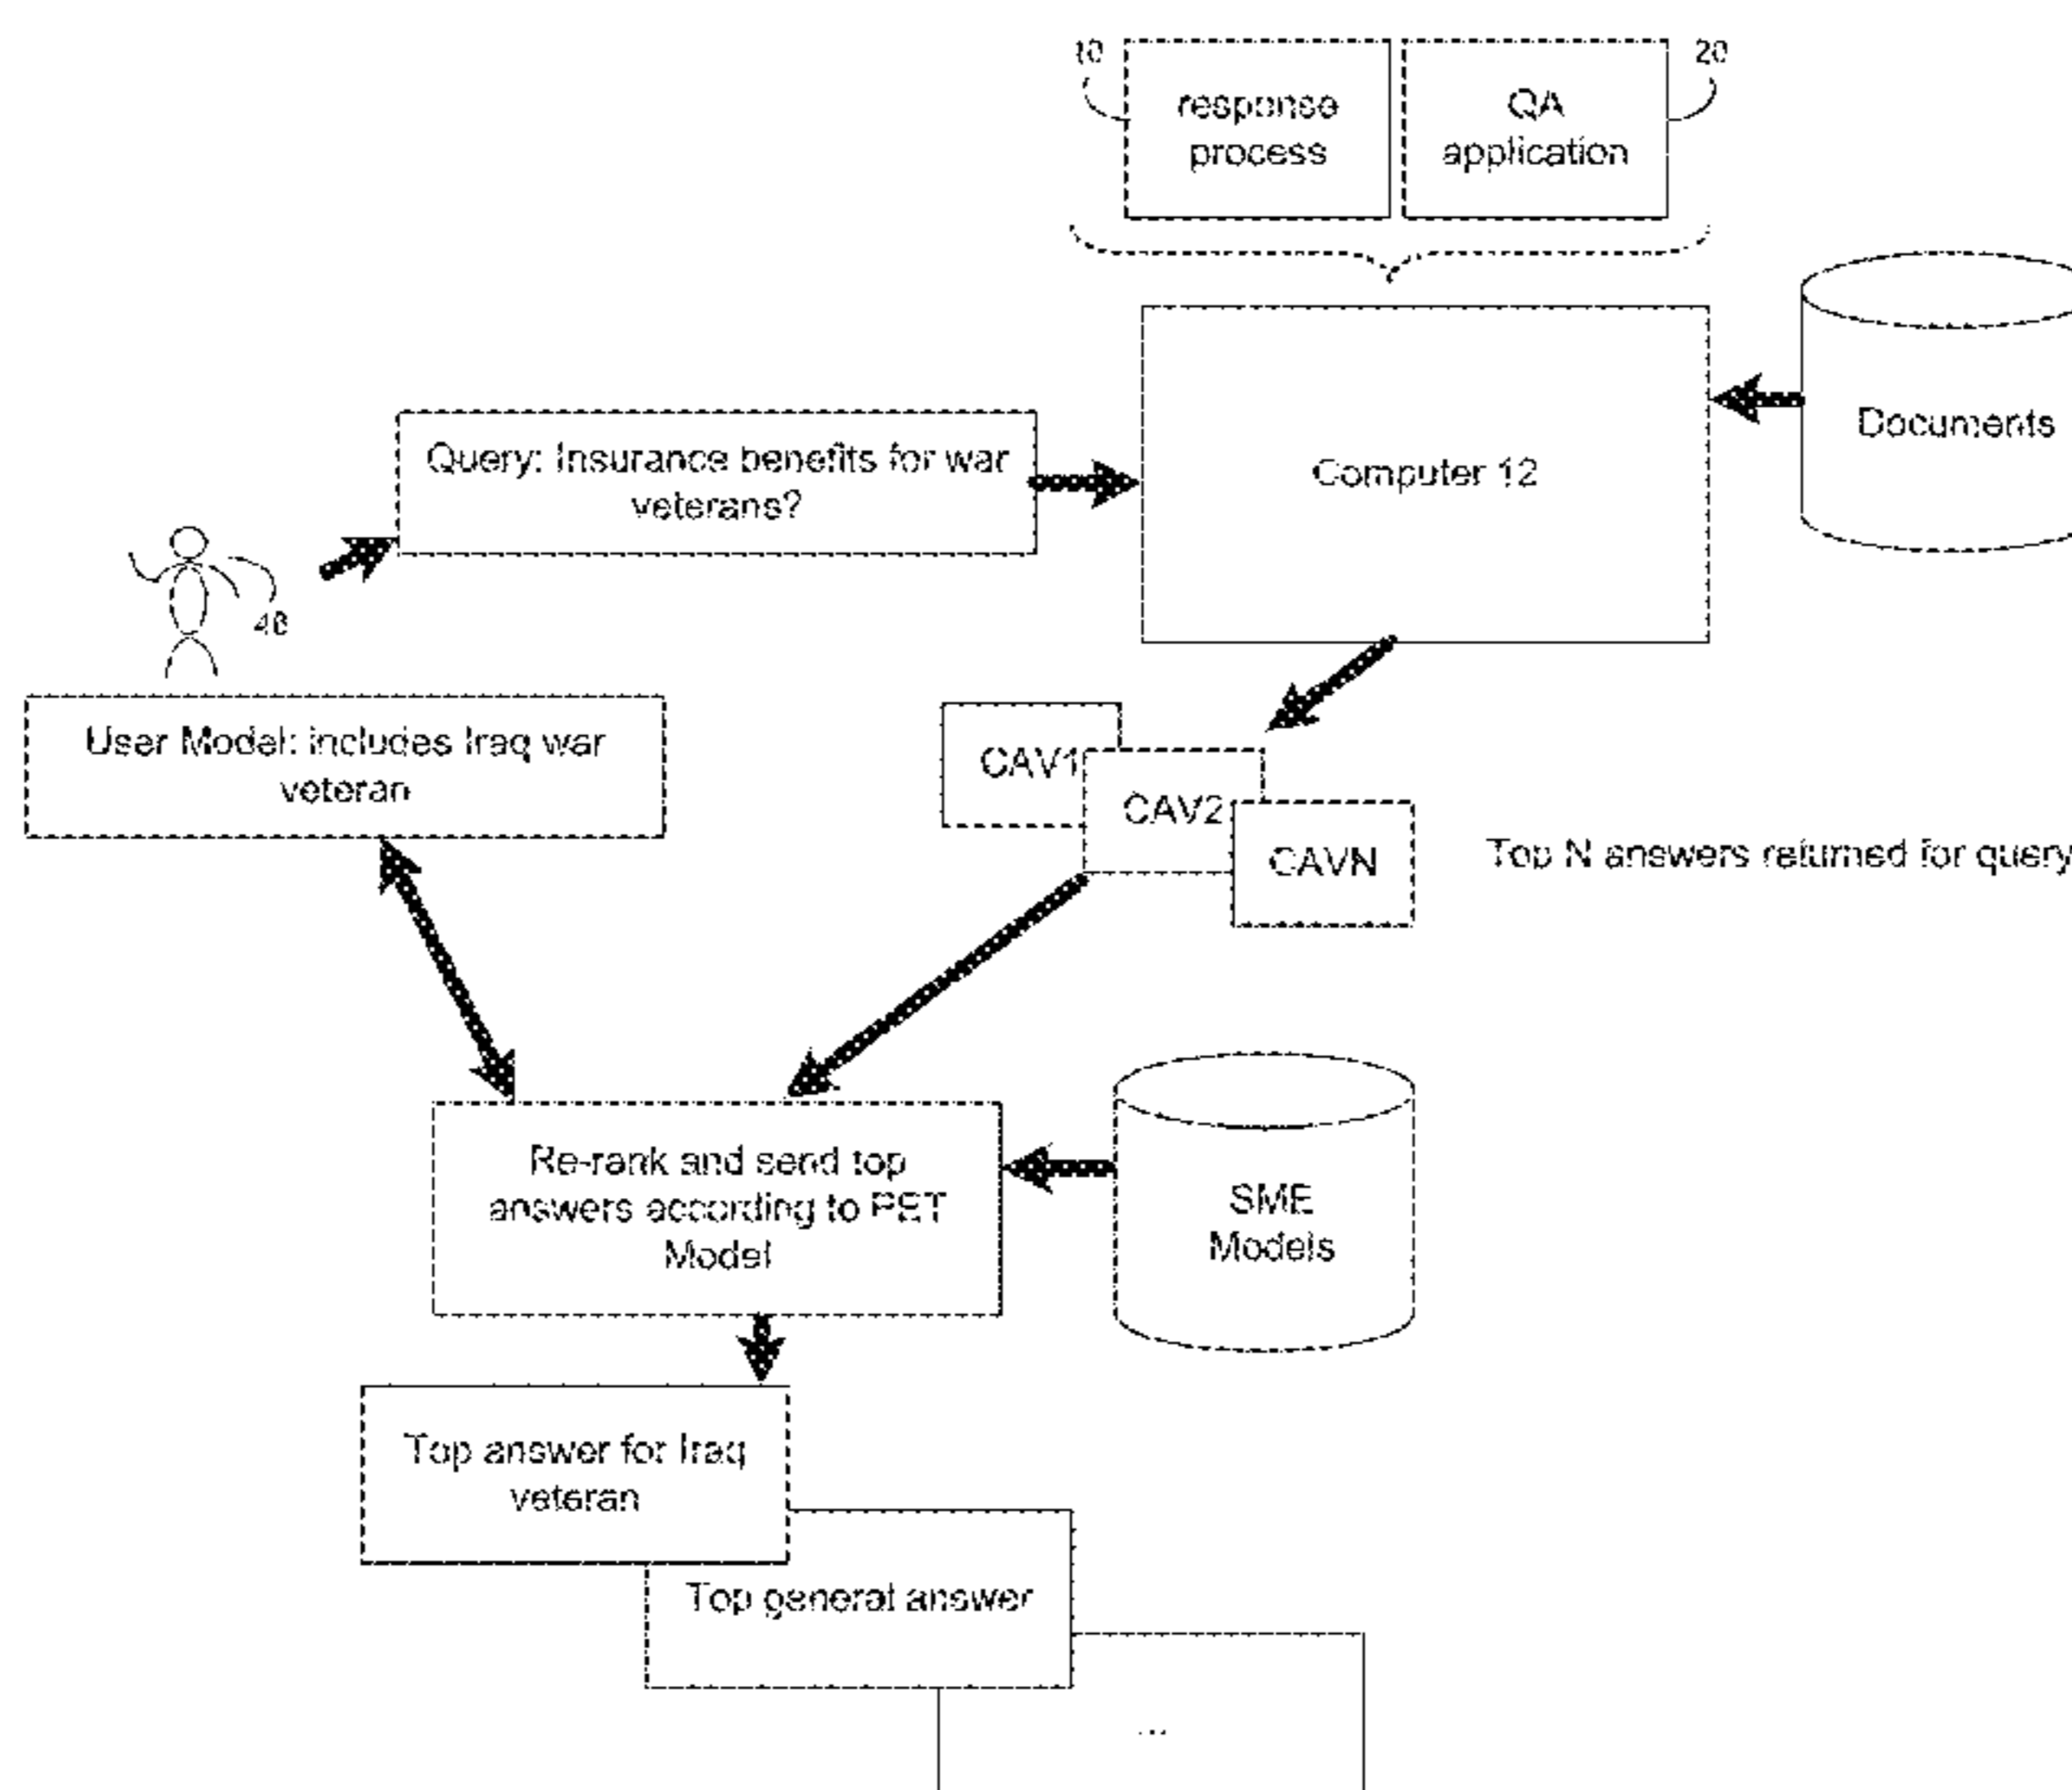 10
response
process
QA
application
20
Documents
Query: Insurance benefits for war
veterans?
Computer 12
40
User Model: includes Iraq war
veteran
CAV1
CAV2
CAVN
Top N answers returned for query
Re-rank and send top
answers according to PET
Model
SME
Models
Top answer for Iraq
veteran
Top general answer
...